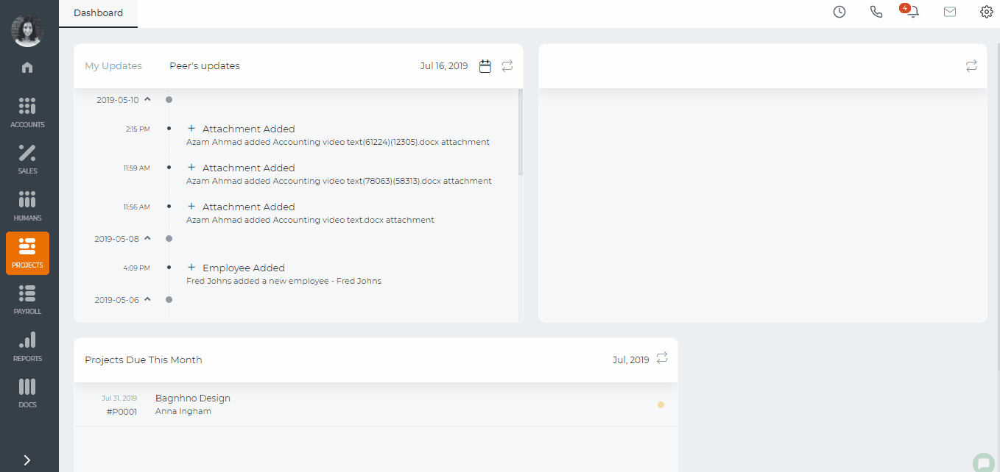 Dashboard
4
ACCOUNTS
SALES
HUMANS
PROJECTS
PAYROLL
REPORTS
DOCS
My Updates Peer's updates Jul 16, 2019
2019-05-10
2:15 PM + Attachment Added
Azam Ahmad added Accounting video text(61224)(12305).docx attachment
11:59 AM + Attachment Added
Azam Ahmad added Accounting video text(78063)(58313).docx attachment
11:56 AM + Attachment Added
Azam Ahmad added Accounting video text.docx attachment
2019-05-08
4:09 PM + Employee Added
Fred Johns added a new employee - Fred Johns
2019-05-06
Projects Due This Month Jul, 2019
Jul 31, 2019 Bagnhno Design
#P0001 Anna Ingham